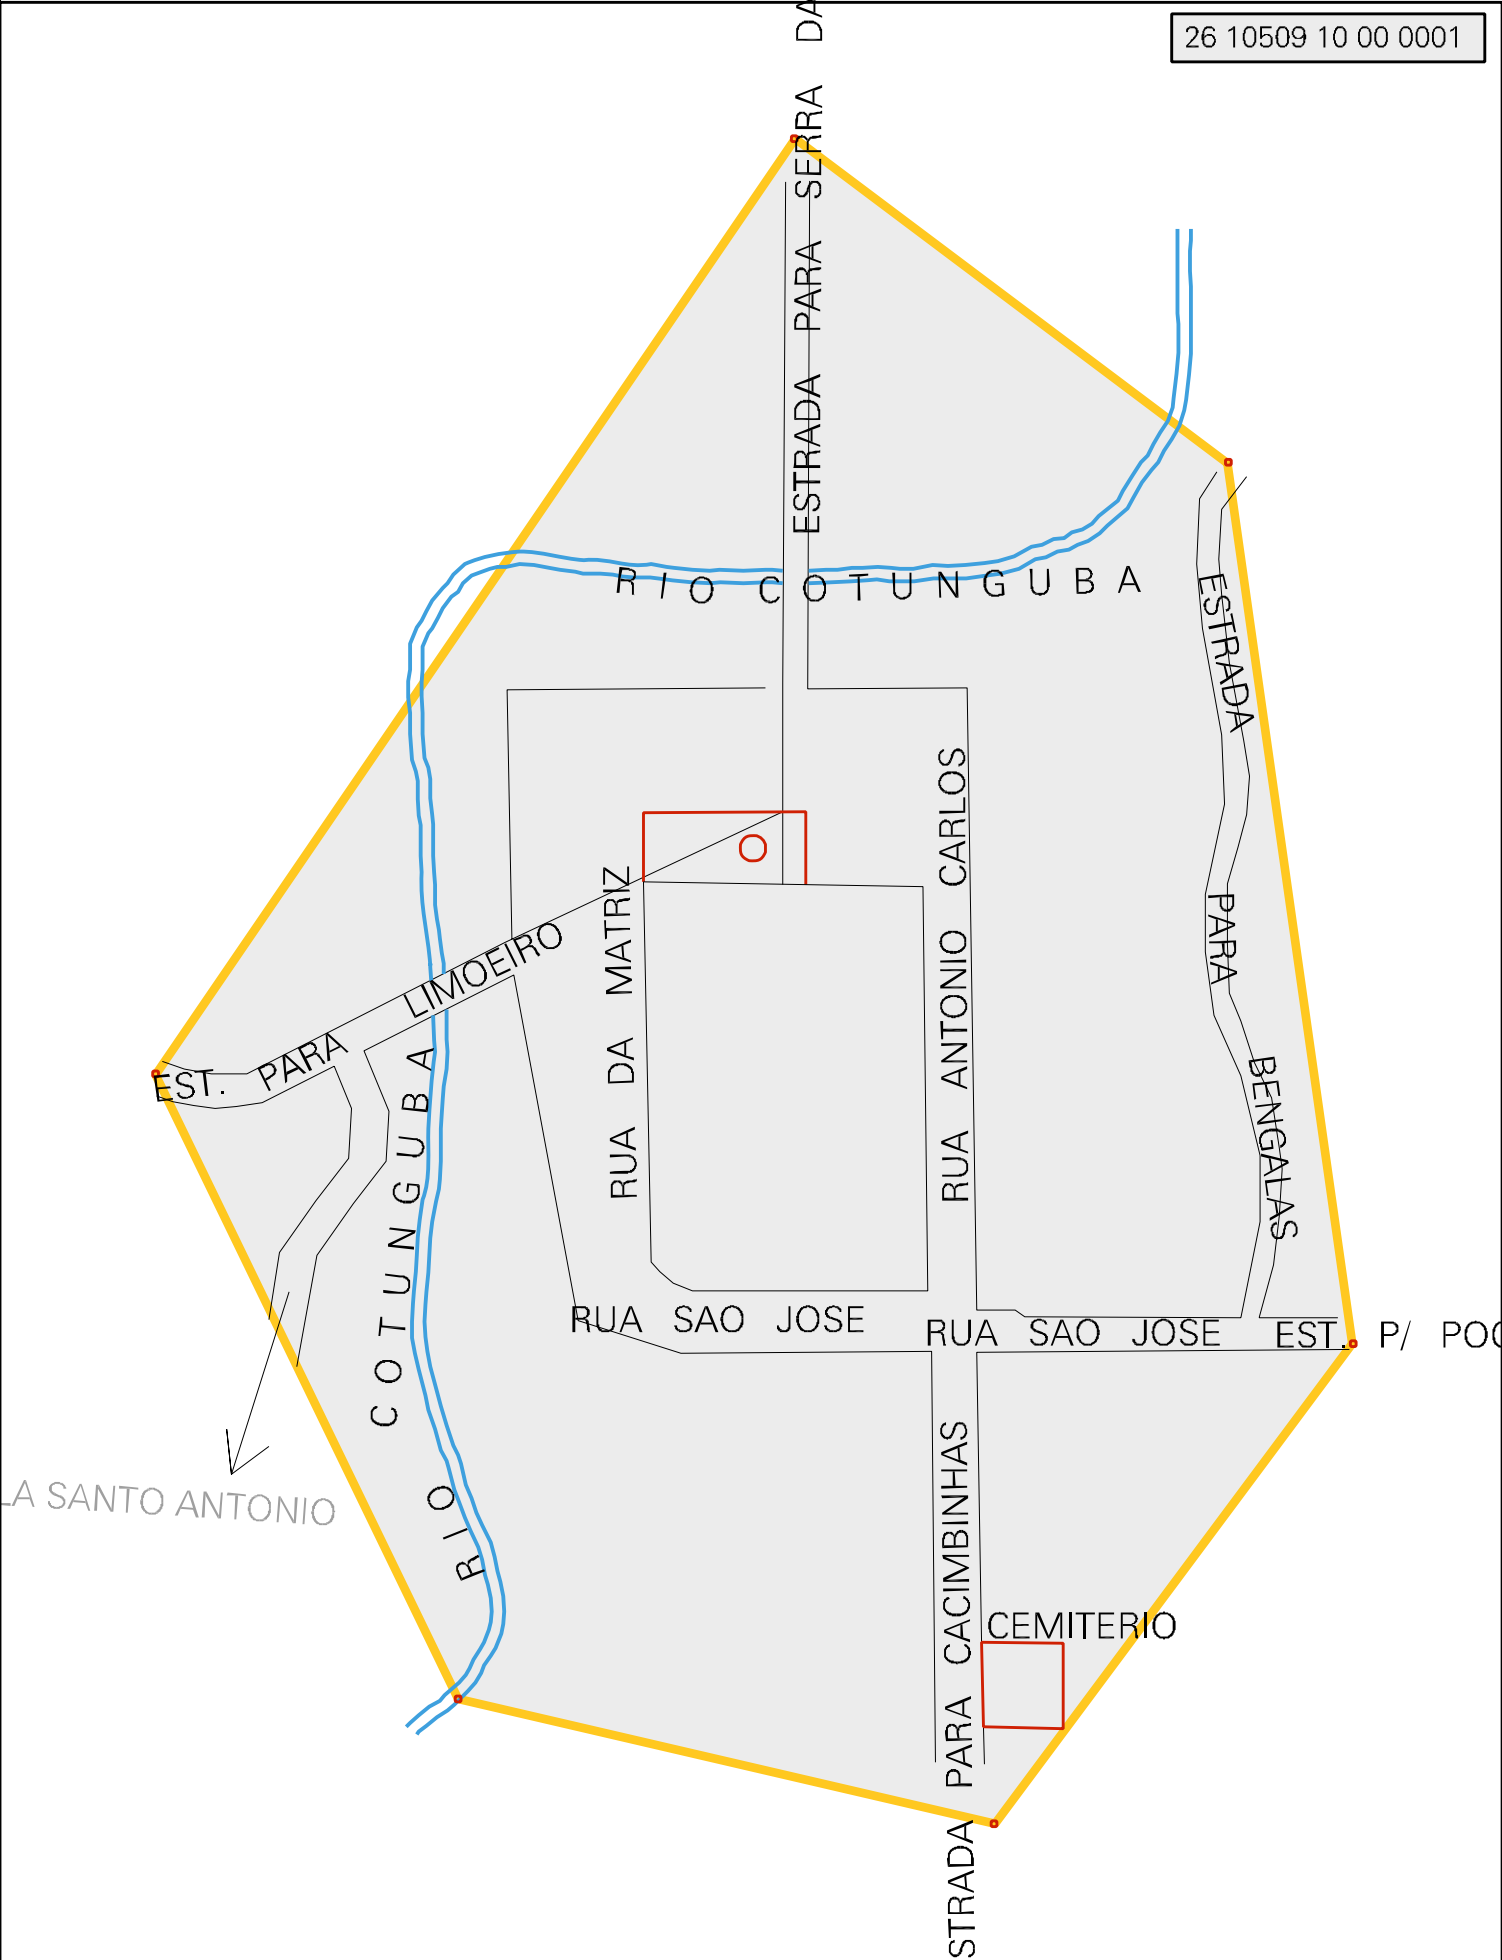 26 10509 10 00 0001
ESTRADA PARA SERRA DA
RIO COTUNGUBA
ESTRADA PARA BENGALAS
RUA ANTONIO CARLOS
RUA DA MATRIZ
EST. PARA LIMOEIRO
RIO COTUNGUBA
RUA SAO JOSE
RUA SAO JOSE
EST. P/ POÇ
LA SANTO ANTONIO
CEMITERIO
STRADA PARA CACIMBINHAS